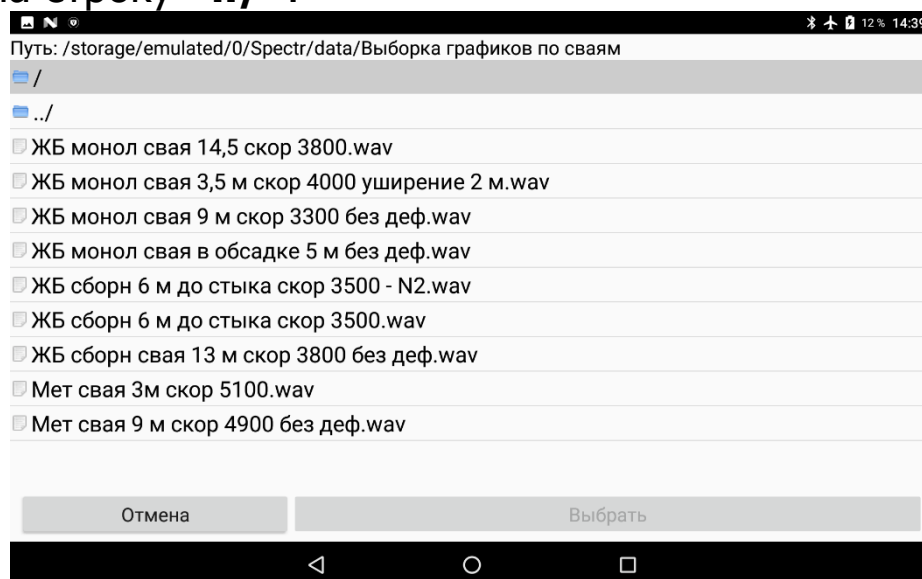 на строку "../".
12% 14:39
Путь: /storage/emulated/0/Spectr/data/Выборка графиков по сваям
/
../
ЖБ монол свая 14,5 скор 3800.wav
ЖБ монол свая 3,5 м скор 4000 уширение 2 м.wav
ЖБ монол свая 9 м скор 3300 без деф.wav
ЖБ монол свая в обсадке 5 м без деф.wav
ЖБ сборн 6 м до стыка скор 3500 - N2.wav
ЖБ сборн 6 м до стыка скор 3500.wav
ЖБ сборн свая 13 м скор 3800 без деф.wav
Мет свая 3м скор 5100.wav
Мет свая 9 м скор 4900 без деф.wav
Отмена Выбрать